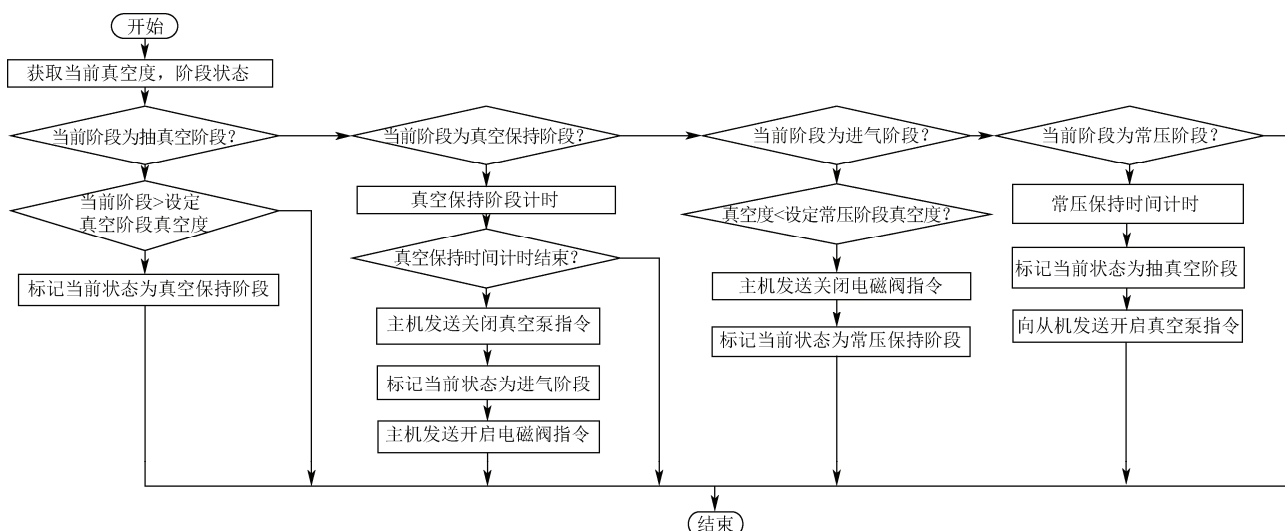 开始
获取当前真空度，阶段状态
当前阶段为抽真空阶段？
当前阶段>设定
真空阶段真空度
标记当前状态为真空保持阶段
当前阶段为真空保持阶段？
真空保持阶段计时
真空保持时间计时结束？
主机发送关闭真空泵指令
标记当前状态为进气阶段
主机发送开启电磁阀指令
当前阶段为进气阶段？
真空度<设定常压阶段真空度？
主机发送关闭电磁阀指令
标记当前状态为常压保持阶段
当前阶段为常压阶段？
常压保持时间计时
标记当前状态为抽真空阶段
向从机发送开启真空泵指令
结束